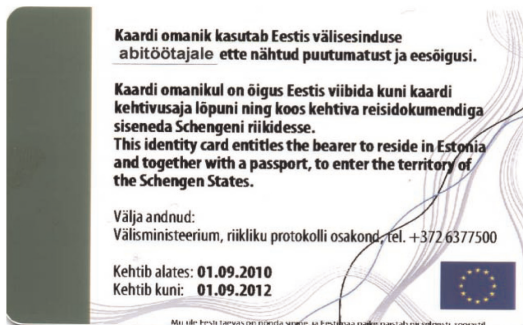 Kaardi omanik kasutab Eestis välisesinduse
abitöötajale ette nähtud puutumatust ja eesõigusi.
Kaardi omanikul on õigus Eestis viibida kuni kaardi
kehtivusaja lõpuni ning koos kehtiva reisidokumendiga
siseneda Schengeni riikidesse.
This identity card entitles the bearer to reside in Estonia
and together with a passport, to enter the territory of
the Schengen States.
Välja andnud:
Välisministeerium, riikliku protokolli osakond, tel. +372 6377500
Kehtib alates: 01.09.2010
Kehtib kuni: 01.09.2012